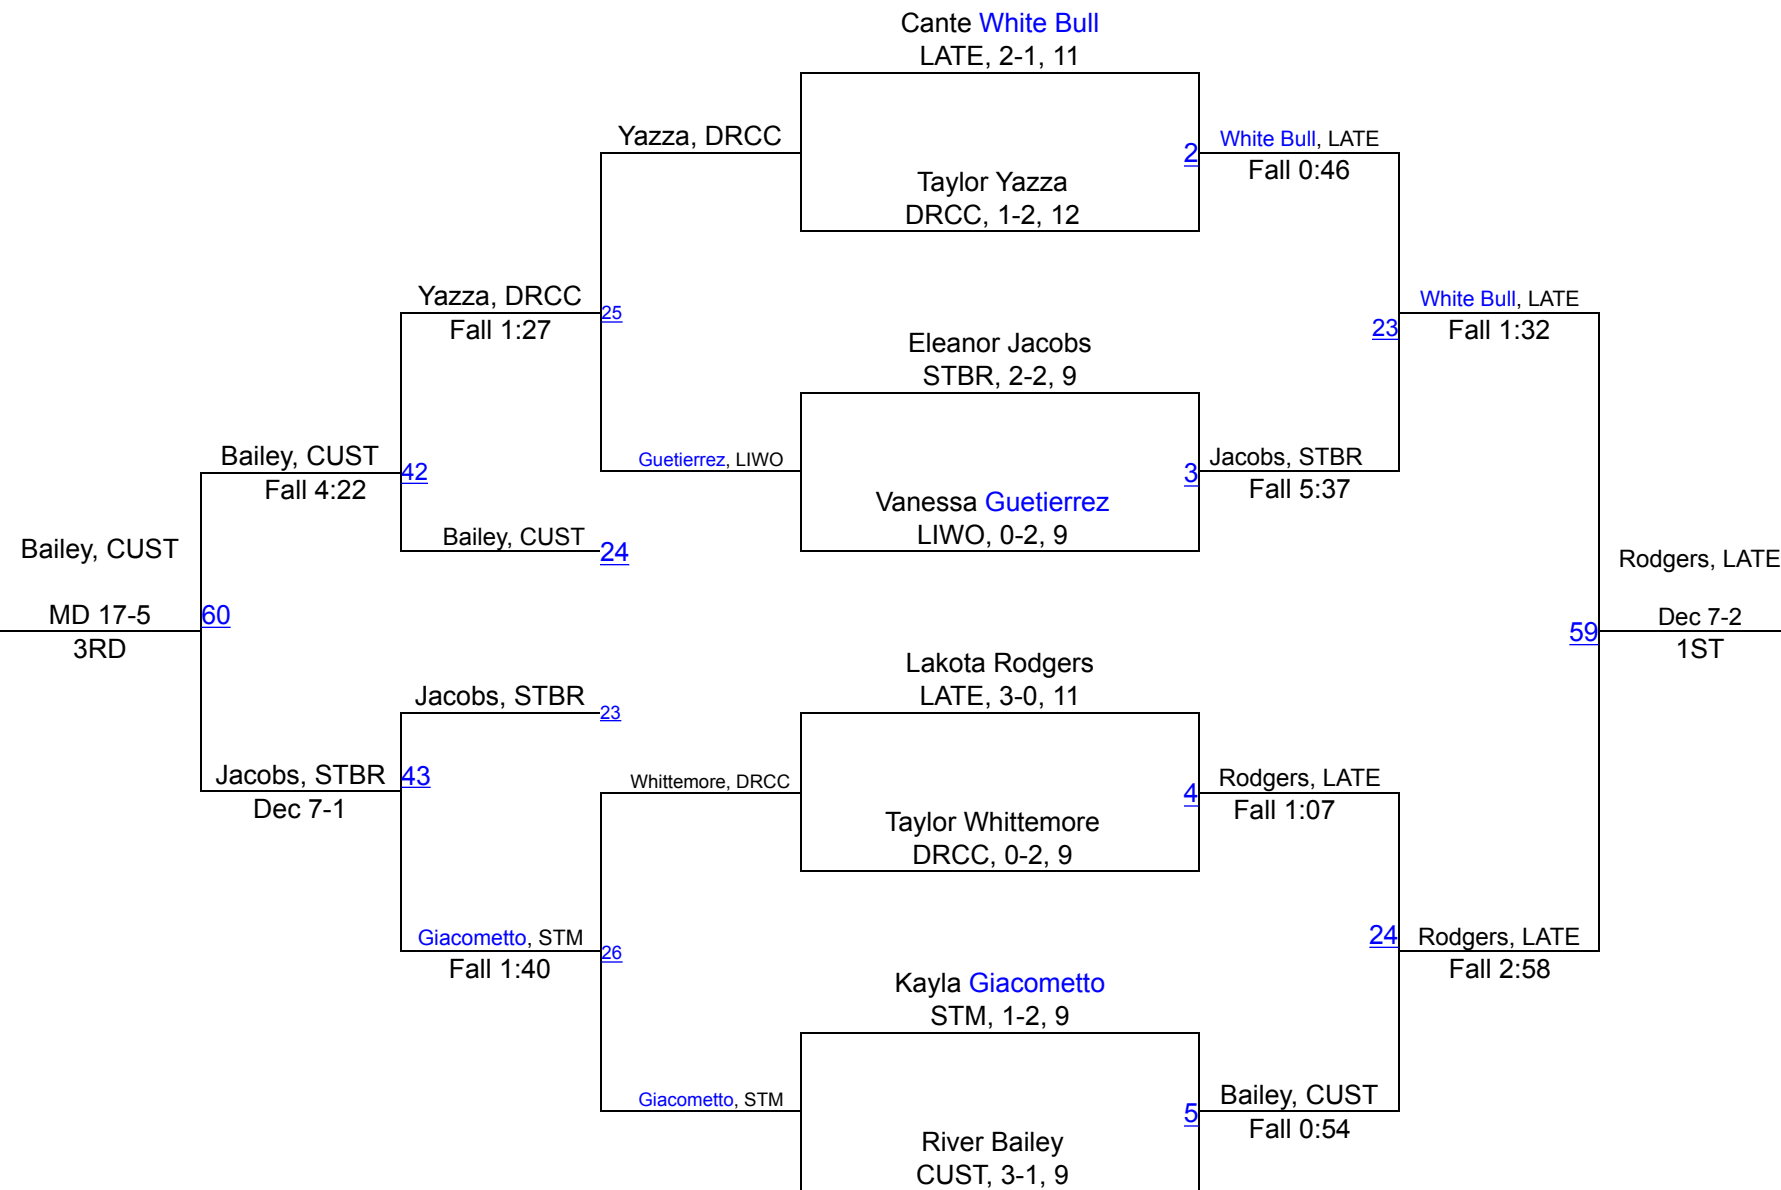 Cante White Bull
LATE, 2-1, 11
Yazza, DRCC
2
White Bull, LATE
Fall 0:46
Taylor Yazza
DRCC, 1-2, 12
Yazza, DRCC
Fall 1:27
25
White Bull, LATE
Fall 1:32
23
Eleanor Jacobs
STBR, 2-2, 9
Bailey, CUST
Fall 4:22
42
Guetierrez, LIWO
3
Jacobs, STBR
Fall 5:37
Vanessa Guetierrez
LIWO, 0-2, 9
Bailey, CUST
24
Bailey, CUST
MD 17-5
3RD
60
Rodgers, LATE
Dec 7-2
1ST
59
Lakota Rodgers
LATE, 3-0, 11
Jacobs, STBR
23
Jacobs, STBR
Dec 7-1
43
Whittemore, DRCC
4
Rodgers, LATE
Fall 1:07
Taylor Whittemore
DRCC, 0-2, 9
Giacometto, STM
Fall 1:40
26
24
Rodgers, LATE
Fall 2:58
Kayla Giacometto
STM, 1-2, 9
Giacometto, STM
5
Bailey, CUST
Fall 0:54
River Bailey
CUST, 3-1, 9